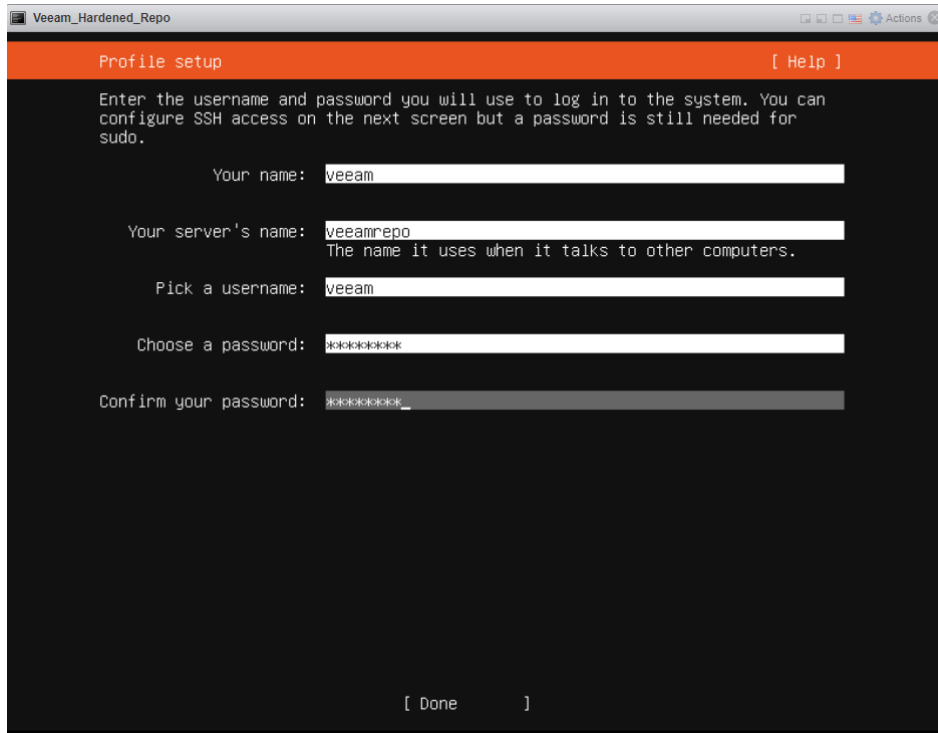 Veeam_Hardened_Repo Actions
Profile setup [ Help ]
Enter the username and password you will use to log in to the system. You can
configure SSH access on the next screen but a password is still needed for
sudo.
Your name: veeam
Your server's name: veeamrepo
The name it uses when it talks to other computers.
Pick a username: veeam
Choose a password: ********
Confirm your password: ********_
[ Done ]